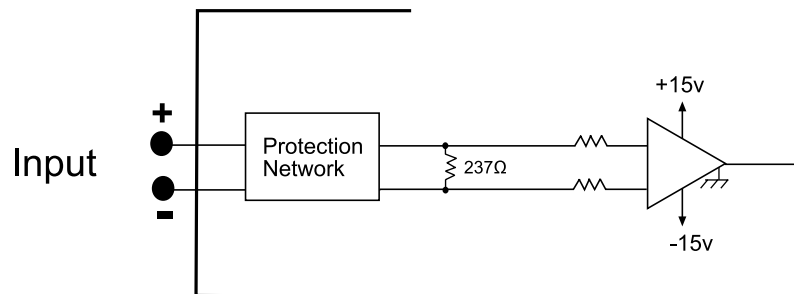 +
Input
-
Protection
Network
237Ω
+15v
-15v